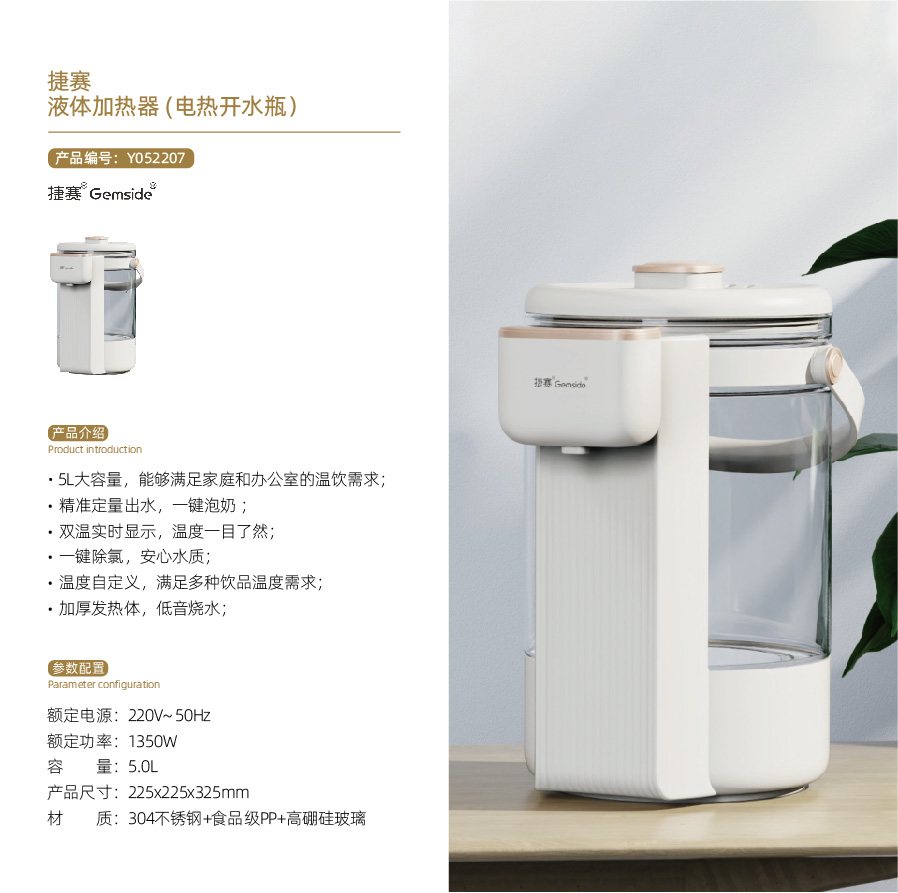 捷赛
液体加热器 (电热开水瓶）
产品编号：Y052207
捷赛® Gemside®
捷赛 Gemside
产品介绍
Product introduction
• 5L大容量，能够满足家庭和办公室的温饮需求；
• 精准定量出水，一键泡奶 ；
• 双温实时显示，温度一目了然；
• 一键除氯，安心水质；
• 温度自定义，满足多种饮品温度需求；
• 加厚发热体，低音烧水；
参数配置
Parameter configuration
额定电源：220V~ 50Hz
额定功率：1350W
容　　量：5.0L
产品尺寸：225x225x325mm
材　　质：304不锈钢+食品级PP+高硼硅玻璃
捷赛® Gemside®